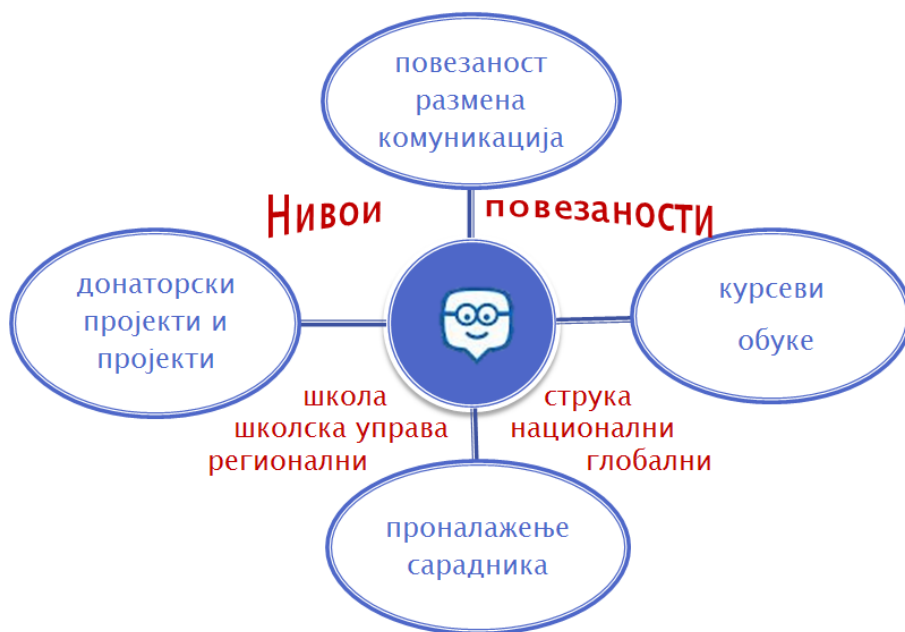 повезаност
размена
комуникација
Нивои повезаности
донаторски
пројекти и
пројекти
курсеви
обуке
школа
школска управа
регионални
струка
национални
глобални
проналажење
сарадника